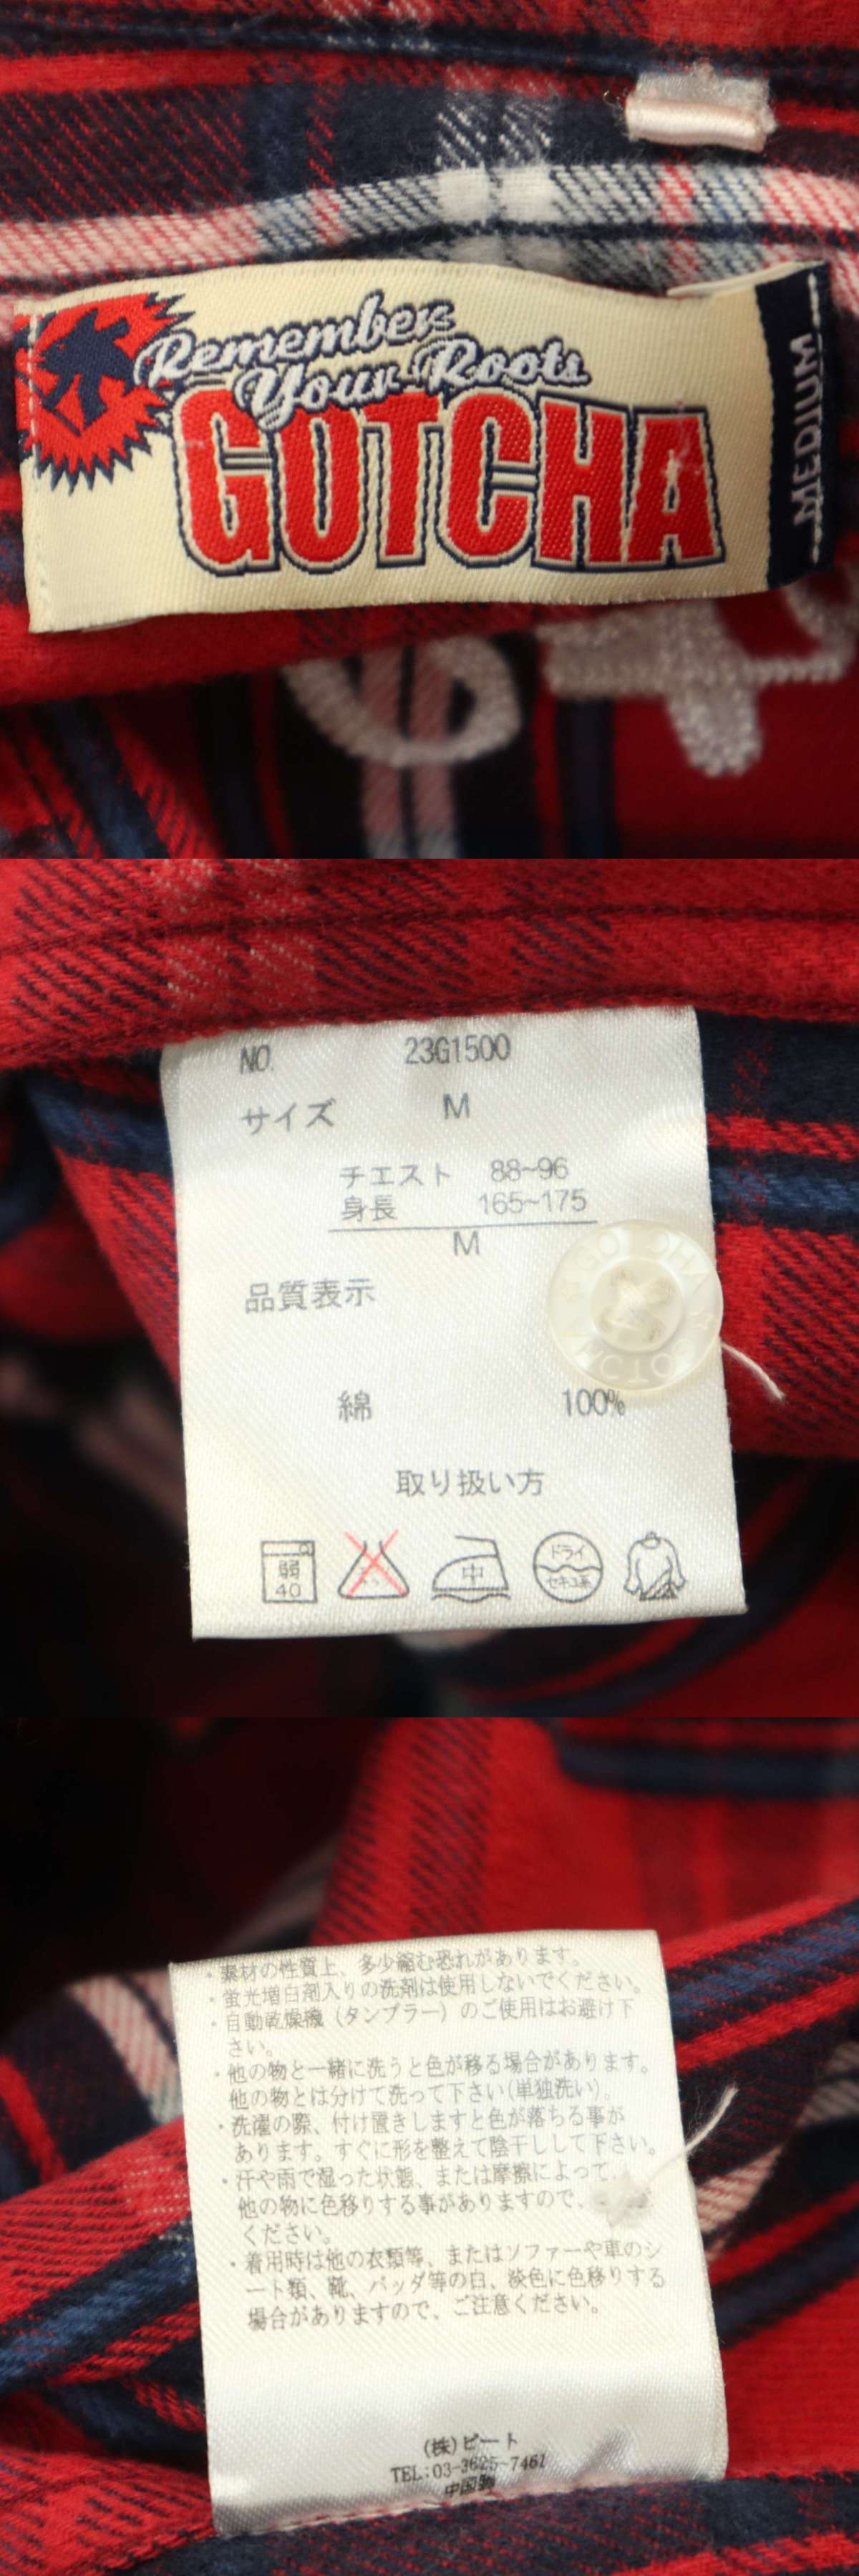 Remember
Your Roots
GOTCHA
MEDIUM
NO. 23G1500
サイズ M
チエスト 88~96
身長 165~175
M
品質表示
綿 100%
取り扱い方
弱
40
中
ドライ
セキユ系
・素材の性質上、多少縮む恐れがあります。
・蛍光増白剤入りの洗剤は使用しないでください。
・自動乾燥機（タンブラー）のご使用はお避け下
さい。
・他の物と一緒に洗うと色が移る場合があります。
他の物とは分けて洗って下さい(単独洗い)。
・洗濯の際、付け置きしますと色が落ちる事が
あります。すぐに形を整えて陰干しして下さい。
・汗や雨で湿った状態、または摩擦によって、
他の物に色移りする事がありますので、
ください。
・着用時は他の衣類等、またはソファーや車のシ
ート類、靴、バッグ等の白、淡色に色移りする
場合がありますので、ご注意ください。
(株)ビート
TEL:03-3625-7461
中国製